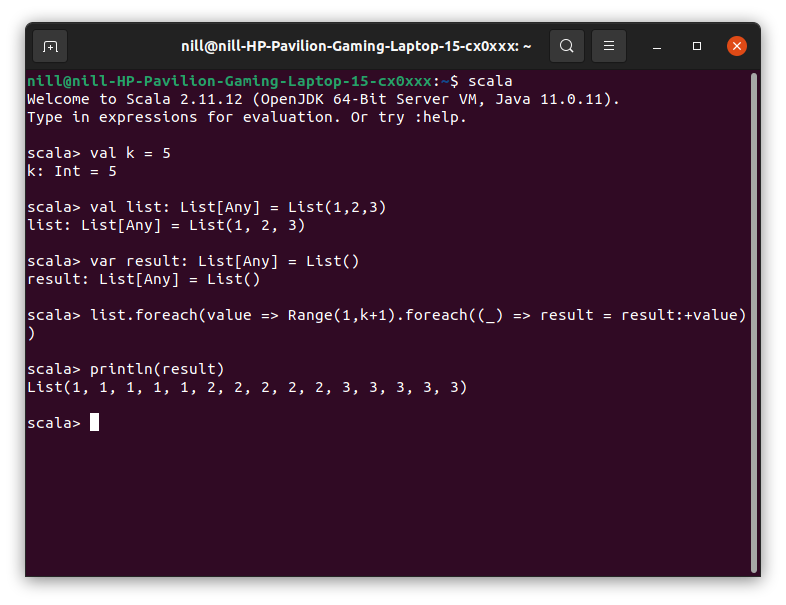 nill@nill-HP-Pavilion-Gaming-Laptop-15-cx0xxx: ~
nill@nill-HP-Pavilion-Gaming-Laptop-15-cx0xxx:~$ scala
Welcome to Scala 2.11.12 (OpenJDK 64-Bit Server VM, Java 11.0.11).
Type in expressions for evaluation. Or try :help.
scala> val k = 5
k: Int = 5
scala> val list: List[Any] = List(1,2,3)
list: List[Any] = List(1, 2, 3)
scala> var result: List[Any] = List()
result: List[Any] = List()
scala> list.foreach(value => Range(1,k+1).foreach((_) => result = result:+value)
)
scala> println(result)
List(1, 1, 1, 1, 1, 2, 2, 2, 2, 2, 3, 3, 3, 3, 3)
scala>